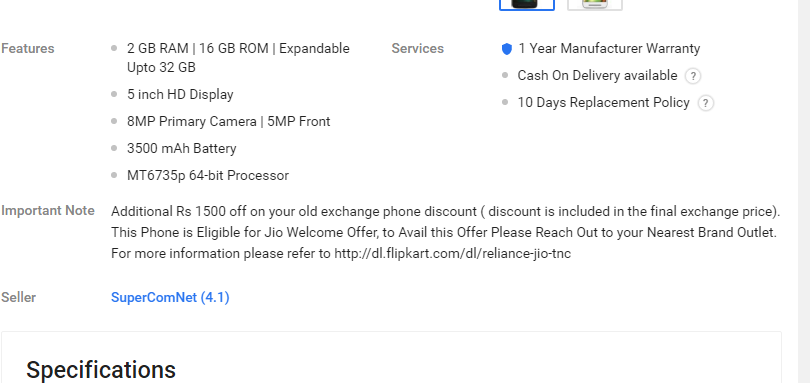 Features
2 GB RAM | 16 GB ROM | Expandable
Upto 32 GB
5 inch HD Display
8MP Primary Camera | 5MP Front
3500 mAh Battery
MT6735p 64-bit Processor
Services
1 Year Manufacturer Warranty
Cash On Delivery available ?
10 Days Replacement Policy ?
Important Note
Additional Rs 1500 off on your old exchange phone discount ( discount is included in the final exchange price).
This Phone is Eligible for Jio Welcome Offer, to Avail this Offer Please Reach Out to your Nearest Brand Outlet.
For more information please refer to http://dl.flipkart.com/dl/reliance-jio-tnc
Seller
SuperComNet (4.1)
Specifications